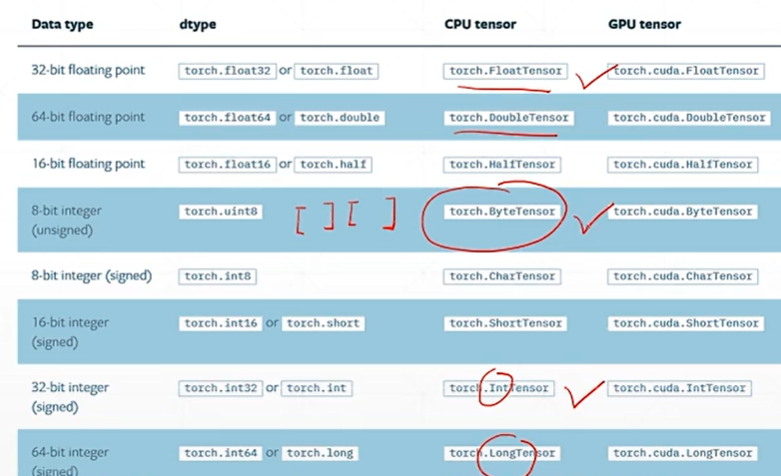 Data type dtype CPU tensor GPU tensor
32-bit floating point torch.float32 or torch.float torch.FloatTensor torch.cuda.FloatTensor
64-bit floating point torch.float64 or torch.double torch.DoubleTensor torch.cuda.DoubleTensor
16-bit floating point torch.float16 or torch.half torch.HalfTensor torch.cuda.HalfTensor
8-bit integer torch.uint8 [ ] [ ] torch.ByteTensor torch.cuda.ByteTensor
(unsigned)
8-bit integer (signed) torch.int8 torch.CharTensor torch.cuda.CharTensor
16-bit integer torch.int16 or torch.short torch.ShortTensor torch.cuda.ShortTensor
(signed)
32-bit integer torch.int32 or torch.int torch.IntTensor torch.cuda.IntTensor
(signed)
64-bit integer torch.int64 or torch.long torch.LongTensor torch.cuda.LongTensor
(signed)